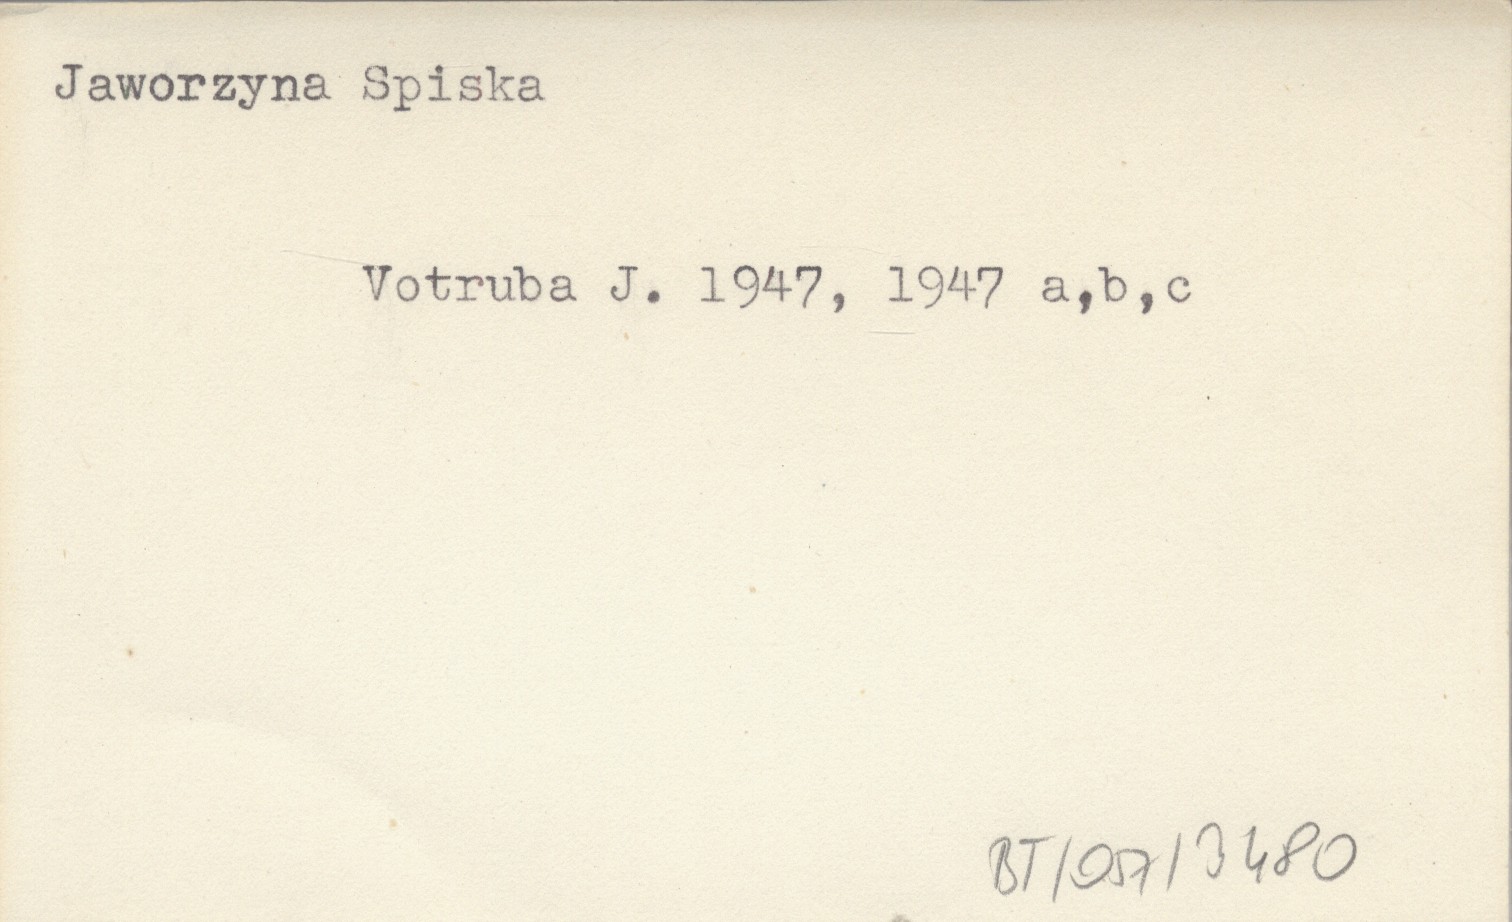 Jaworzyna Spiska
Votruba J. 1947, 1947 a,b,c
BT/057/3480